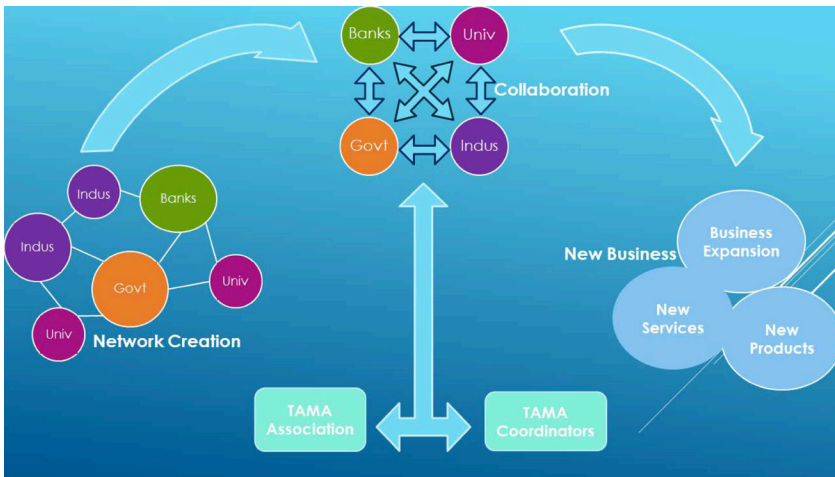 Banks
Univ
Collaboration
Govt
Indus
Indus
Banks
Indus
Govt
Univ
Univ
Network Creation
Business
Expansion
New Business
New
Services
New
Products
TAMA
Association
TAMA
Coordinators